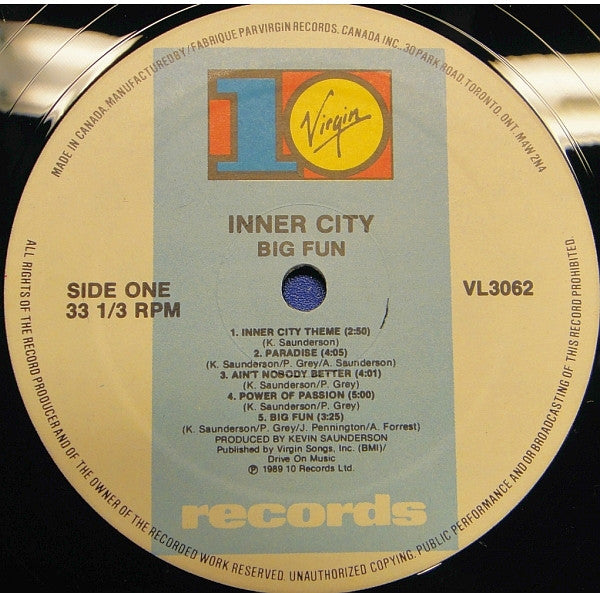 MADE IN CANADA. MANUFACTURED BY / FABRIQUE PAR VIRGIN RECORDS. CANADA INC. 30 PARK ROAD. TORONTO. ONT. M4W 2N4
10
Virgin
INNER CITY
BIG FUN
SIDE ONE
33 1/3 RPM
VL3062
1. INNER CITY THEME (2:50)
(K. Saunderson)
2. PARADISE (4:05)
(K. Saunderson/P. Grey/A. Saunderson)
3. AIN'T NOBODY BETTER (4:01)
(K. Saunderson/P. Grey)
4. POWER OF PASSION (5:00)
(K. Saunderson/P. Grey)
5. BIG FUN (3:25)
(K. Saunderson/P. Grey/J. Pennington/A. Forrest)
PRODUCED BY KEVIN SAUNDERSON
Published by Virgin Songs, Inc. (BMI)/
Drive On Music
℗ 1989 10 Records Ltd.
records
ALL RIGHTS OF THE RECORD PRODUCER AND OF THE OWNER OF THE RECORDED WORK RESERVED. UNAUTHORIZED COPYING. PUBLIC PERFORMANCE AND/OR BROADCASTING OF THIS RECORD PROHIBITED.